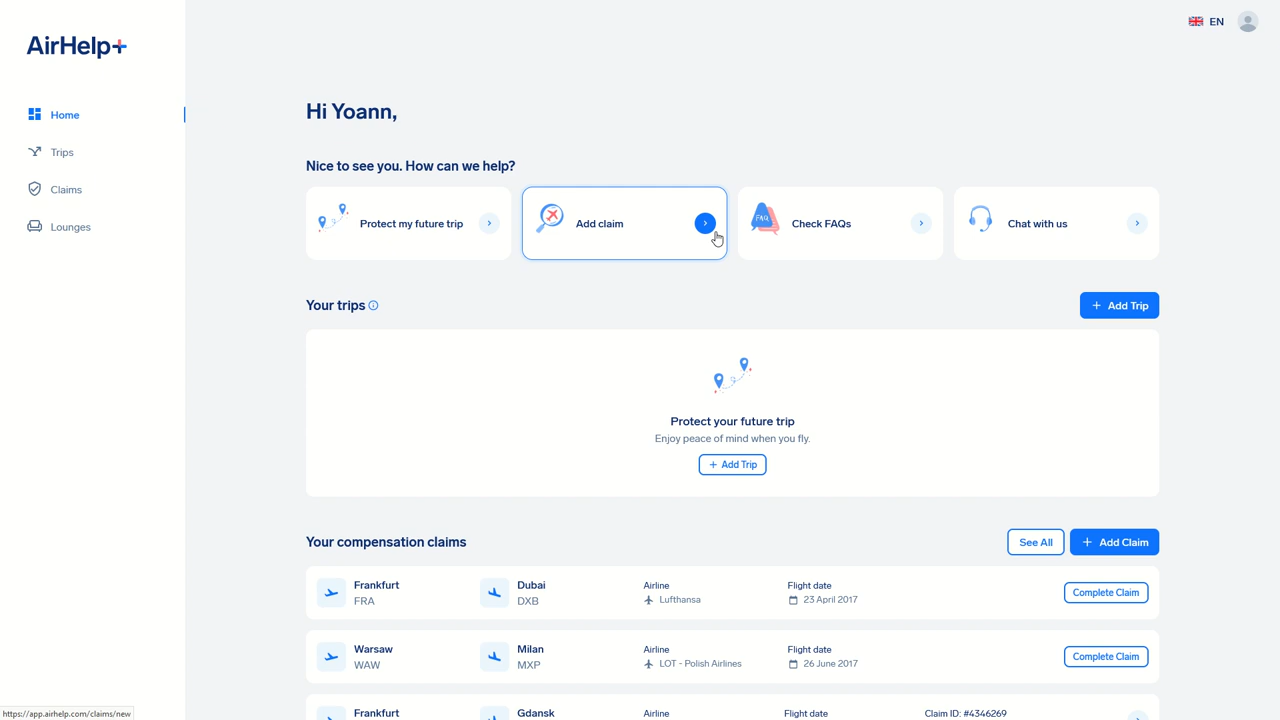 AirHelp+
EN
Home
Trips
Claims
Lounges
Hi Yoann,
Nice to see you. How can we help?
Protect my future trip
Add claim
FAQ
Check FAQs
Chat with us
Your trips
+ Add Trip
Protect your future trip
Enjoy peace of mind when you fly.
+ Add Trip
Your compensation claims
See All
+ Add Claim
Frankfurt
FRA
Dubai
DXB
Airline
Lufthansa
Flight date
23 April 2017
Complete Claim
Warsaw
WAW
Milan
MXP
Airline
LOT - Polish Airlines
Flight date
26 June 2017
Complete Claim
Frankfurt
Gdansk
Airline
Flight date
Claim ID: #4346269
https://app.airhelp.com/claims/new